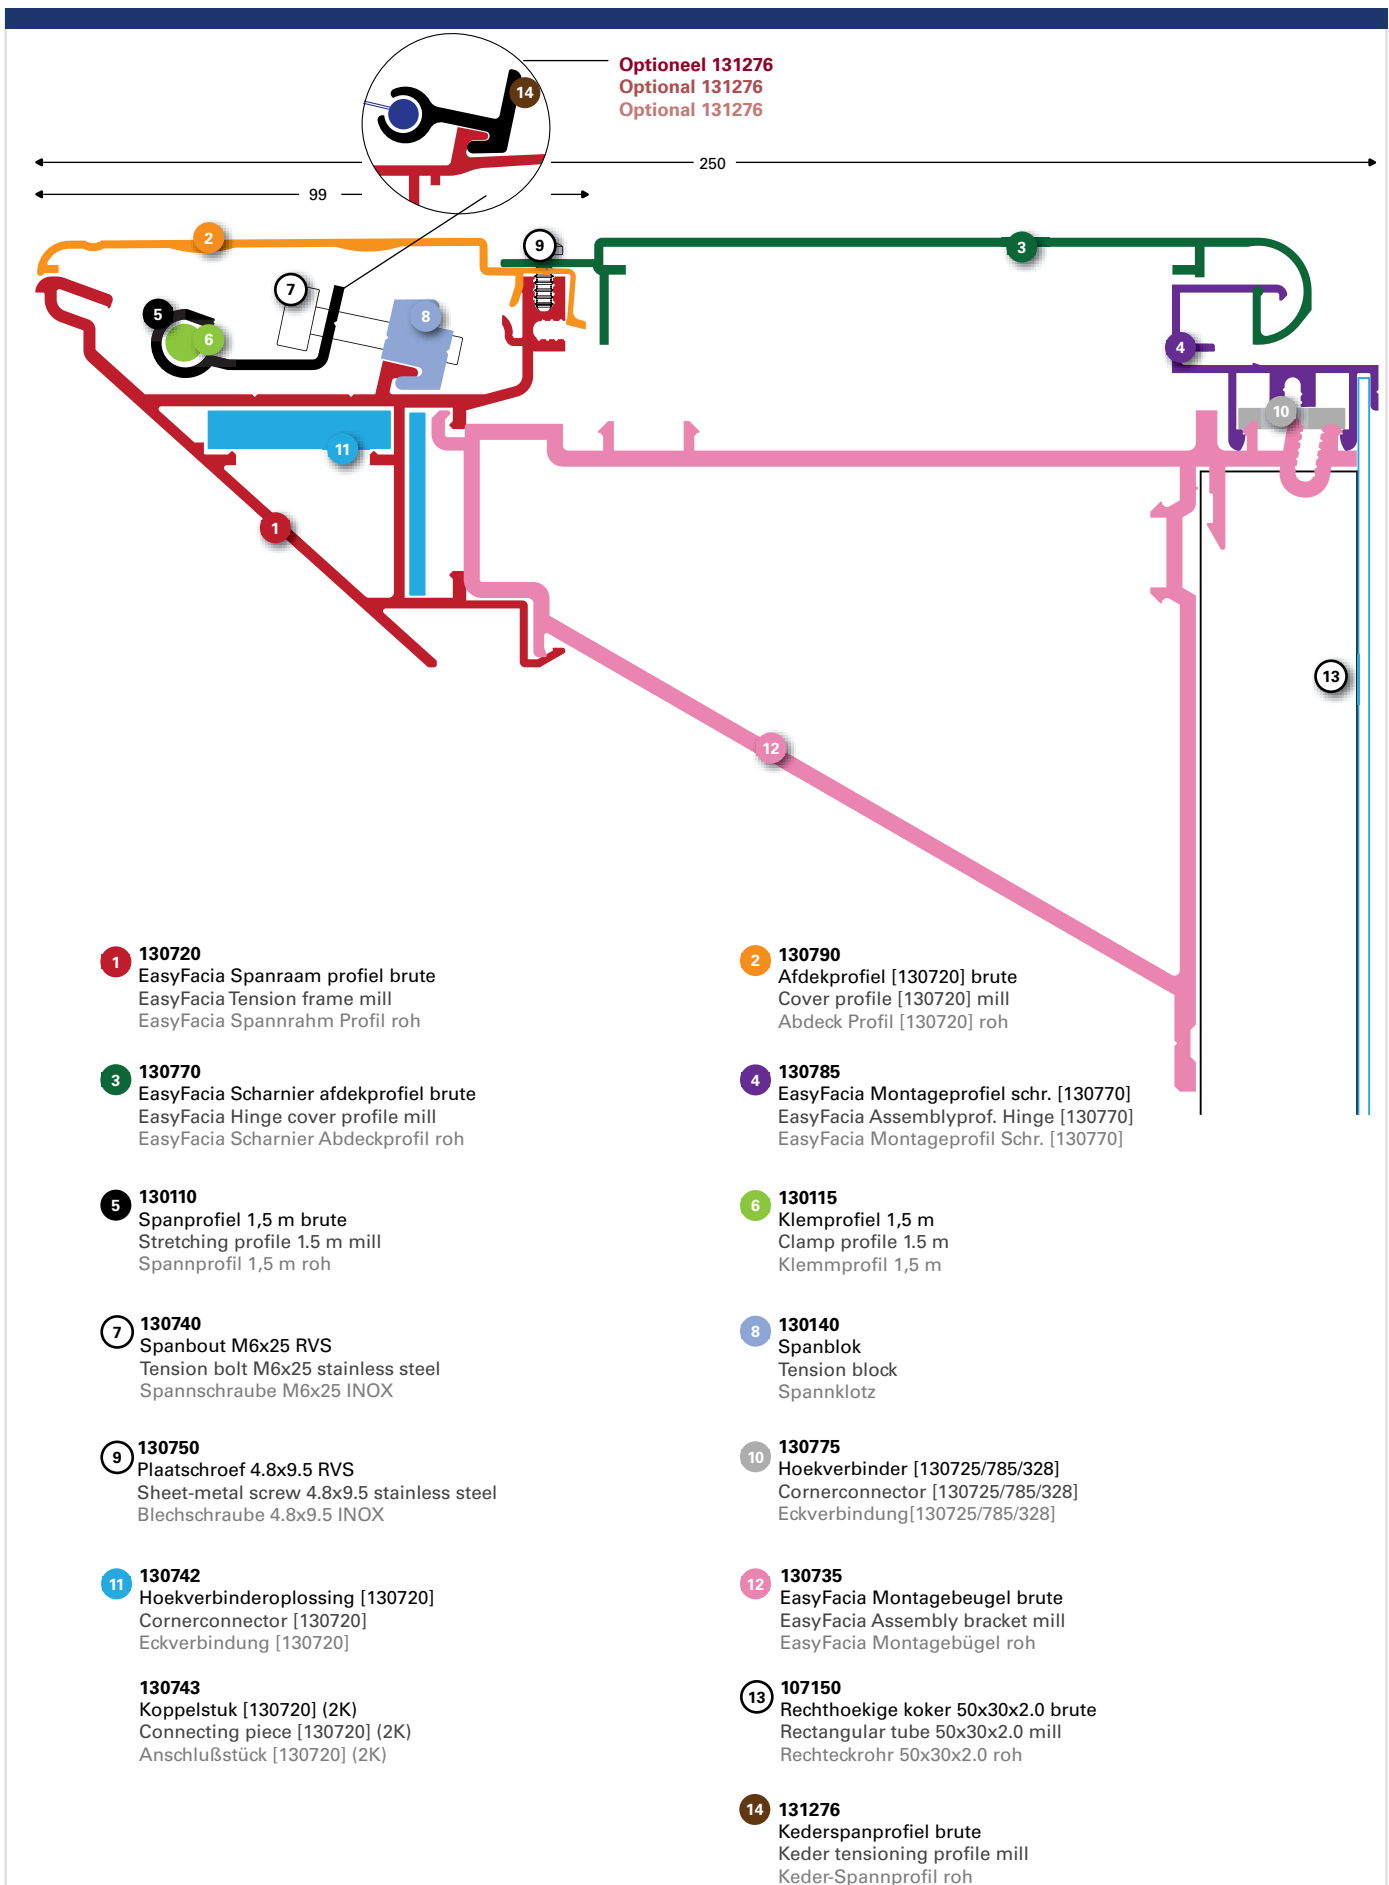 Optioneel 131276
Optional 131276
Optional 131276
14
250
99
2
9
3
7
5
8
6
4
10
11
1
13
12
1
130720
EasyFacia Spanraam profiel brute
EasyFacia Tension frame mill
EasyFacia Spannrahm Profil roh
2
130790
Afdekprofiel [130720] brute
Cover profile [130720] mill
Abdeck Profil [130720] roh
3
130770
EasyFacia Scharnier afdekprofiel brute
EasyFacia Hinge cover profile mill
EasyFacia Scharnier Abdeckprofil roh
4
130785
EasyFacia Montageprofiel schr. [130770]
EasyFacia Assemblyprof. Hinge [130770]
EasyFacia Montageprofil Schr. [130770]
5
130110
Spanprofiel 1,5 m brute
Stretching profile 1.5 m mill
Spannprofil 1,5 m roh
6
130115
Klemprofiel 1,5 m
Clamp profile 1.5 m
Klemmprofil 1,5 m
7
130740
Spanbout M6x25 RVS
Tension bolt M6x25 stainless steel
Spannschraube M6x25 INOX
8
130140
Spanblok
Tension block
Spannklotz
9
130750
Plaatschroef 4.8x9.5 RVS
Sheet-metal screw 4.8x9.5 stainless steel
Blechschraube 4.8x9.5 INOX
10
130775
Hoekverbinder [130725/785/328]
Cornerconnector [130725/785/328]
Eckverbindung[130725/785/328]
11
130742
Hoekverbinderoplossing [130720]
Cornerconnector [130720]
Eckverbindung [130720]
12
130735
EasyFacia Montagebeugel brute
EasyFacia Assembly bracket mill
EasyFacia Montagebügel roh
130743
Koppelstuk [130720] (2K)
Connecting piece [130720] (2K)
Anschlußstück [130720] (2K)
13
107150
Rechthoekige koker 50x30x2.0 brute
Rectangular tube 50x30x2.0 mill
Rechteckrohr 50x30x2.0 roh
14
131276
Kederspanprofiel brute
Keder tensioning profile mill
Keder-Spannprofil roh